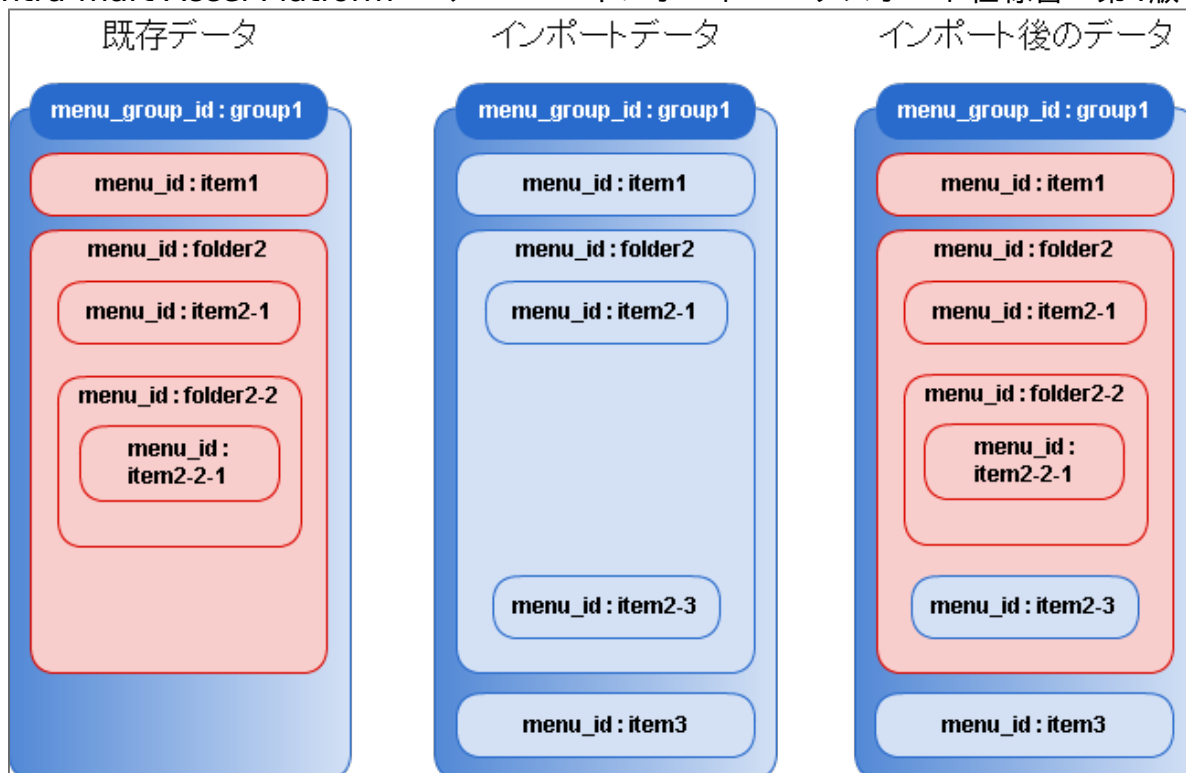 既存データ
インポートデータ
インポート後のデータ
menu_group_id : group1
menu_id : item1
menu_id : folder2
menu_id : item2-1
menu_id : folder2-2
menu_id :
item2-2-1
menu_group_id : group1
menu_id : item1
menu_id : folder2
menu_id : item2-1
menu_id : item2-3
menu_id : item3
menu_group_id : group1
menu_id : item1
menu_id : folder2
menu_id : item2-1
menu_id : folder2-2
menu_id :
item2-2-1
menu_id : item2-3
menu_id : item3